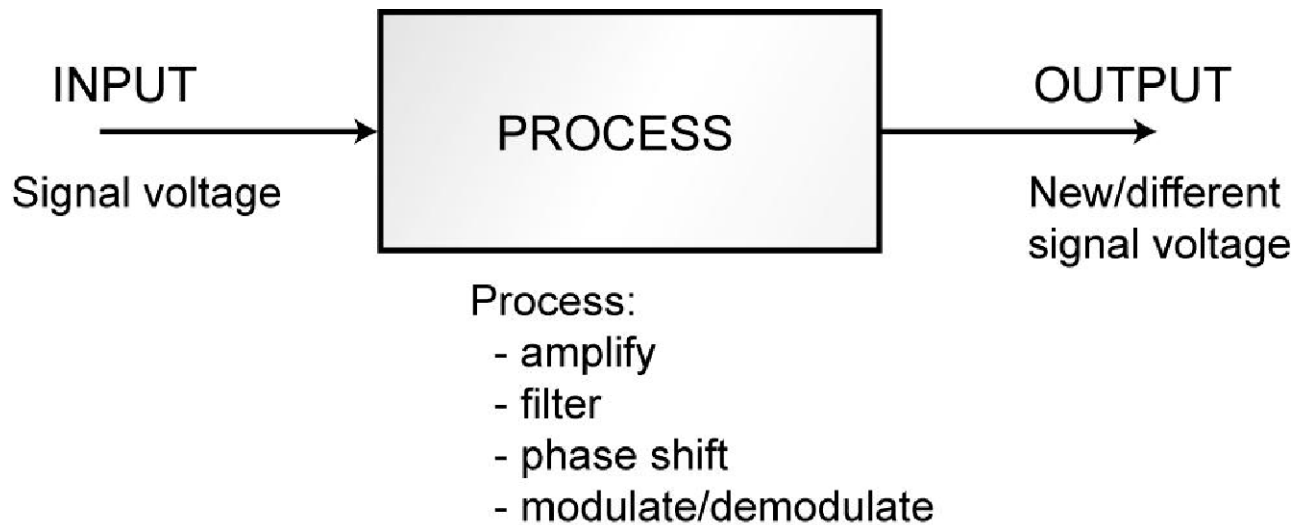 INPUT
PROCESS
OUTPUT
Signal voltage
New/different
signal voltage
Process:
- amplify
- filter
- phase shift
- modulate/demodulate